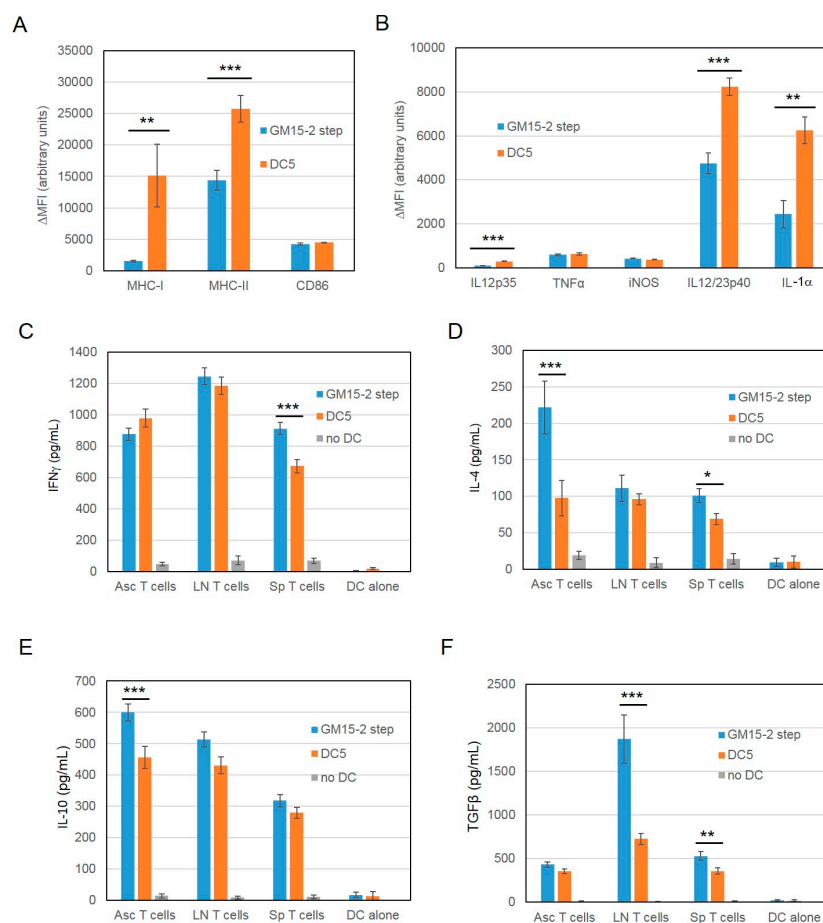 A
ΔMFI (arbitrary units)
35000
30000
25000
20000
15000
10000
5000
0
**
***
GM15-2 step
DC5
MHC-I MHC-II CD86
B
ΔMFI (arbitrary units)
10000
8000
6000
4000
2000
0
GM15-2 step
DC5
***
***
**
IL12p35 TNFα iNOS IL12/23p40 IL-1α
C
IFNγ (pg/mL)
1400
1200
1000
800
600
400
200
0
***
GM15-2 step
DC5
no DC
Asc T cells LN T cells Sp T cells DC alone
D
IL-4 (pg/mL)
300
250
200
150
100
50
0
***
*
GM15-2 step
DC5
no DC
Asc T cells LN T cells Sp T cells DC alone
E
IL-10 (pg/mL)
700
600
500
400
300
200
100
0
***
GM15-2 step
DC5
no DC
Asc T cells LN T cells Sp T cells DC alone
F
TGFβ (pg/mL)
2500
2000
1500
1000
500
0
***
**
GM15-2 step
DC5
no DC
Asc T cells LN T cells Sp T cells DC alone